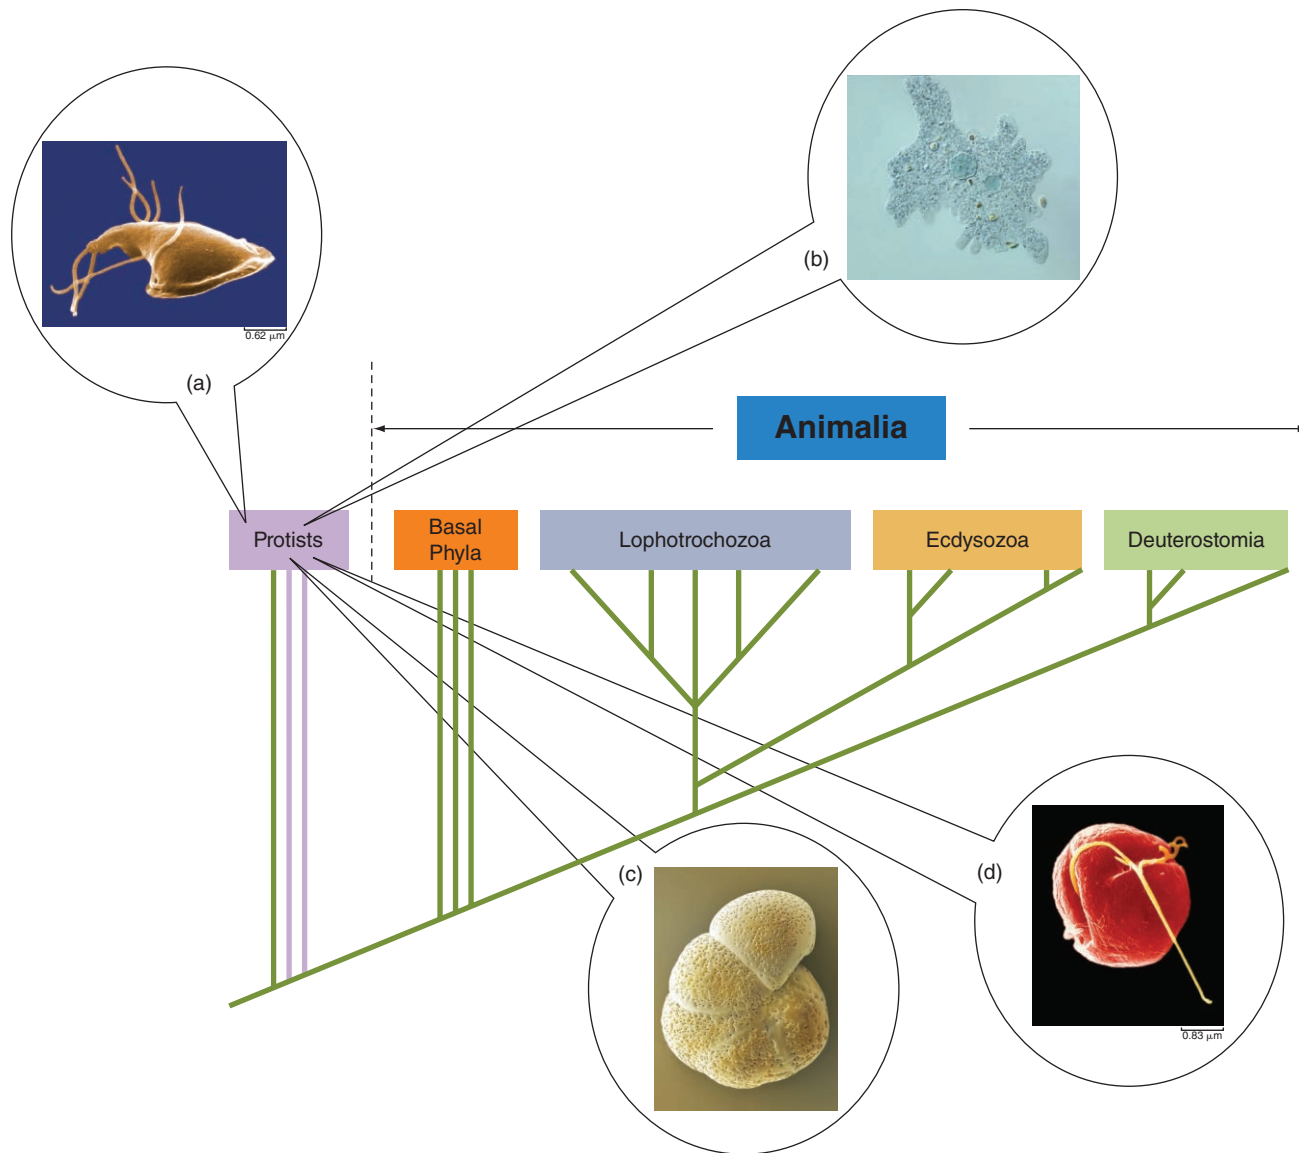 (b)
0.62 µm
(a)
Animalia
Protists
Basal
Phyla
Lophotrochozoa
Ecdysozoa
Deuterostomia
(c)
(d)
0.83 µm